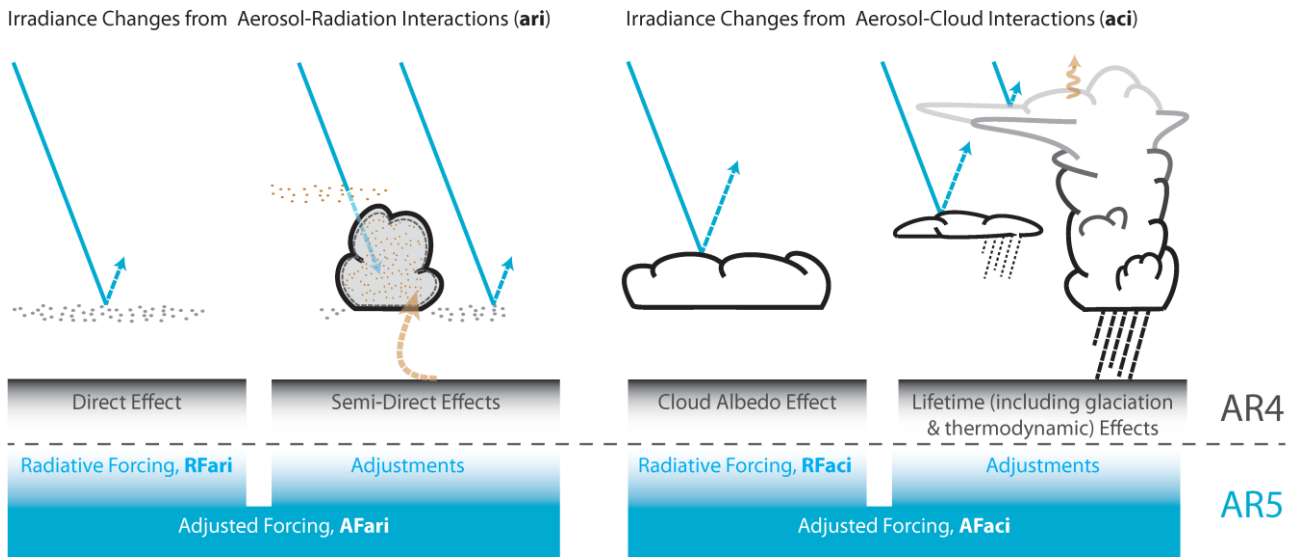 Irradiance Changes from Aerosol-Radiation Interactions (ari)
Irradiance Changes from Aerosol-Cloud Interactions (aci)
Direct Effect
Semi-Direct Effects
Cloud Albedo Effect
Lifetime (including glaciation
& thermodynamic) Effects
AR4
Radiative Forcing, RFari
Adjustments
Radiative Forcing, RFaci
Adjustments
AR5
Adjusted Forcing, AFari
Adjusted Forcing, AFaci